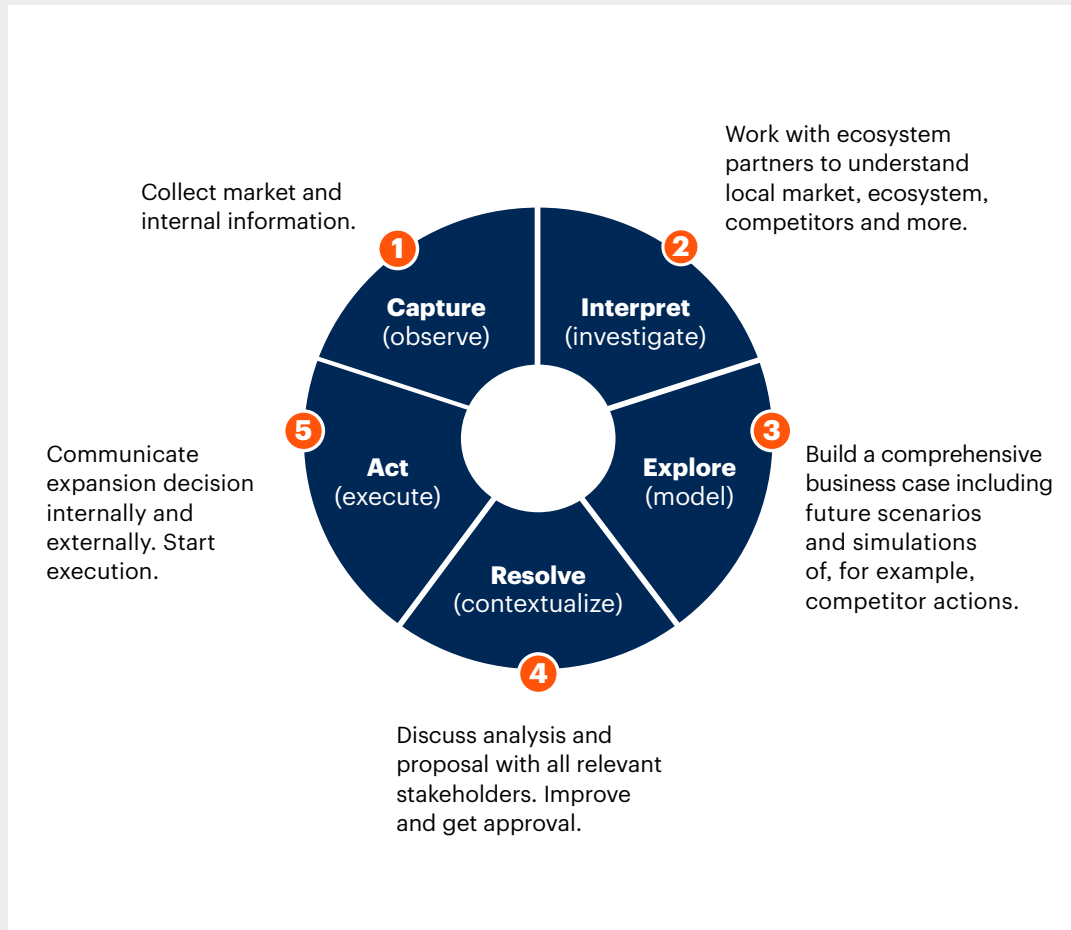 Collect market and
internal information.
1
Capture
(observe)
Work with ecosystem
partners to understand
local market, ecosystem,
competitors and more.
2
Interpret
(investigate)
3
Explore
(model)
Build a comprehensive
business case including
future scenarios
and simulations
of, for example,
competitor actions.
4
Resolve
(contextualize)
Discuss analysis and
proposal with all relevant
stakeholders. Improve
and get approval.
5
Act
(execute)
Communicate
expansion decision
internally and
externally. Start
execution.